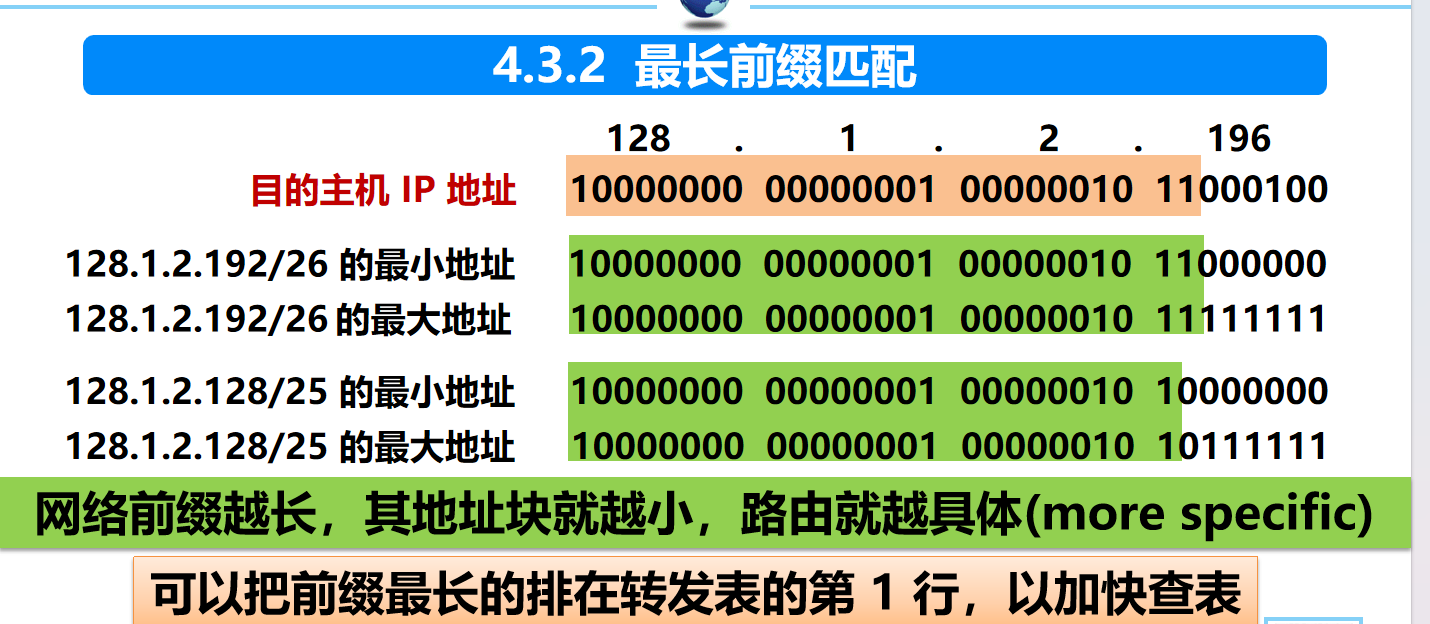 4.3.2 最长前缀匹配
128 . 1 . 2 . 196
目的主机 IP 地址 10000000 00000001 00000010 11000100
128.1.2.192/26 的最小地址 10000000 00000001 00000010 11000000
128.1.2.192/26 的最大地址 10000000 00000001 00000010 11111111
128.1.2.128/25 的最小地址 10000000 00000001 00000010 10000000
128.1.2.128/25 的最大地址 10000000 00000001 00000010 10111111
网络前缀越长，其地址块就越小，路由就越具体(more specific)
可以把前缀最长的排在转发表的第 1 行，以加快查表